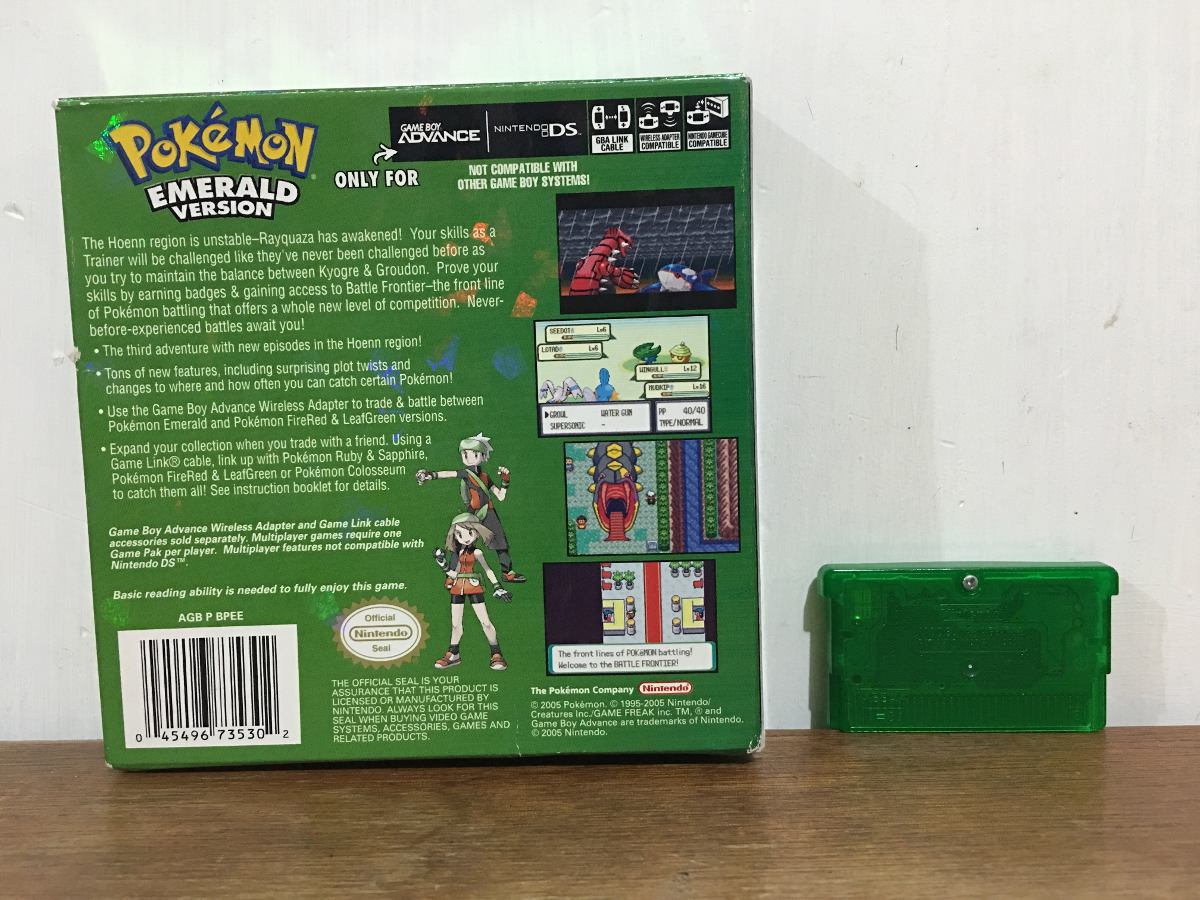 POKéMON
EMERALD
VERSION
GAME BOY
ADVANCE
NINTENDO DS™
GBA LINK
CABLE
WIRELESS ADAPTER
COMPATIBLE
NINTENDO GAMECUBE
COMPATIBLE
ONLY FOR
NOT COMPATIBLE WITH
OTHER GAME BOY SYSTEMS!
The Hoenn region is unstable–Rayquaza has awakened! Your skills as a
Trainer will be challenged like they've never been challenged before as
you try to maintain the balance between Kyogre & Groudon. Prove your
skills by earning badges & gaining access to Battle Frontier–the front line
of Pokémon battling that offers a whole new level of competition. Never-
before-experienced battles await you!
• The third adventure with new episodes in the Hoenn region!
• Tons of new features, including surprising plot twists and
changes to where and how often you can catch certain Pokémon!
• Use the Game Boy Advance Wireless Adapter to trade & battle between
Pokémon Emerald and Pokémon FireRed & LeafGreen versions.
• Expand your collection when you trade with a friend. Using a
Game Link® cable, link up with Pokémon Ruby & Sapphire,
Pokémon FireRed & LeafGreen or Pokémon Colosseum
to catch them all! See instruction booklet for details.
Game Boy Advance Wireless Adapter and Game Link cable
accessories sold separately. Multiplayer games require one
Game Pak per player. Multiplayer features not compatible with
Nintendo DS™.
Basic reading ability is needed to fully enjoy this game.
AGB P BPEE
0 45496 73530 2
Official
Nintendo
Seal
THE OFFICIAL SEAL IS YOUR
ASSURANCE THAT THIS PRODUCT IS
LICENSED OR MANUFACTURED BY
NINTENDO. ALWAYS LOOK FOR THIS
SEAL WHEN BUYING VIDEO GAME
SYSTEMS, ACCESSORIES, GAMES AND
RELATED PRODUCTS.
SEEDOT♂ Lv6
LOTAD♂ Lv6
WINGULL♂ Lv12
MUDKIP♂ Lv16
▶GROWL WATER GUN
SUPERSONIC –
PP 40/40
TYPE/NORMAL
The front lines of POKéMON battling!
Welcome to the BATTLE FRONTIER!
The Pokémon Company Nintendo
© 2005 Pokémon. © 1995-2005 Nintendo/
Creatures Inc./GAME FREAK inc. TM, ® and
Game Boy Advance are trademarks of Nintendo.
© 2005 Nintendo.